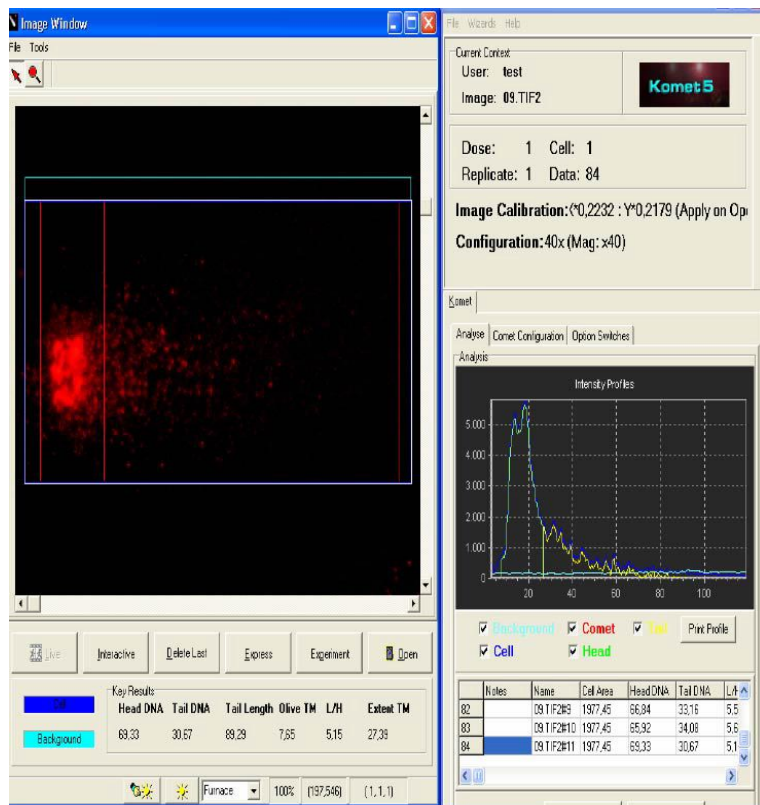 Image Window
File Tools
Live
Interactive
Delete Last
Express
Experiment
Open
Cell
Background
Key Results
Head DNA Tail DNA Tail Length Olive TM L/H Extent TM
69,33 30,67 89,29 7,65 5,15 27,39
Furnace
100%
(197,546)
(1,1,1)
File Wizards Help
Current Context
User: test
Image: 09.TIF2
Komet5
Dose: 1 Cell: 1
Replicate: 1 Data: 84
Image Calibration: (*0,2232 : Y*0,2179 (Apply on Op
Configuration: 40x (Mag: x40)
Komet
Analyse Comet Configuration Option Switches
Analysis
Intensity Profiles
5.000
4.000
3.000
2.000
1.000
0
20 40 60 80 100
Background Comet Tail Print Profile
Cell Head
Notes Name Cell Area Head DNA Tail DNA L/H
82 09.TIF2#9 1977,45 66,84 33,16 5,5
83 09.TIF2#10 1977,45 65,92 34,08 5,6
84 09.TIF2#11 1977,45 69,33 30,67 5,1